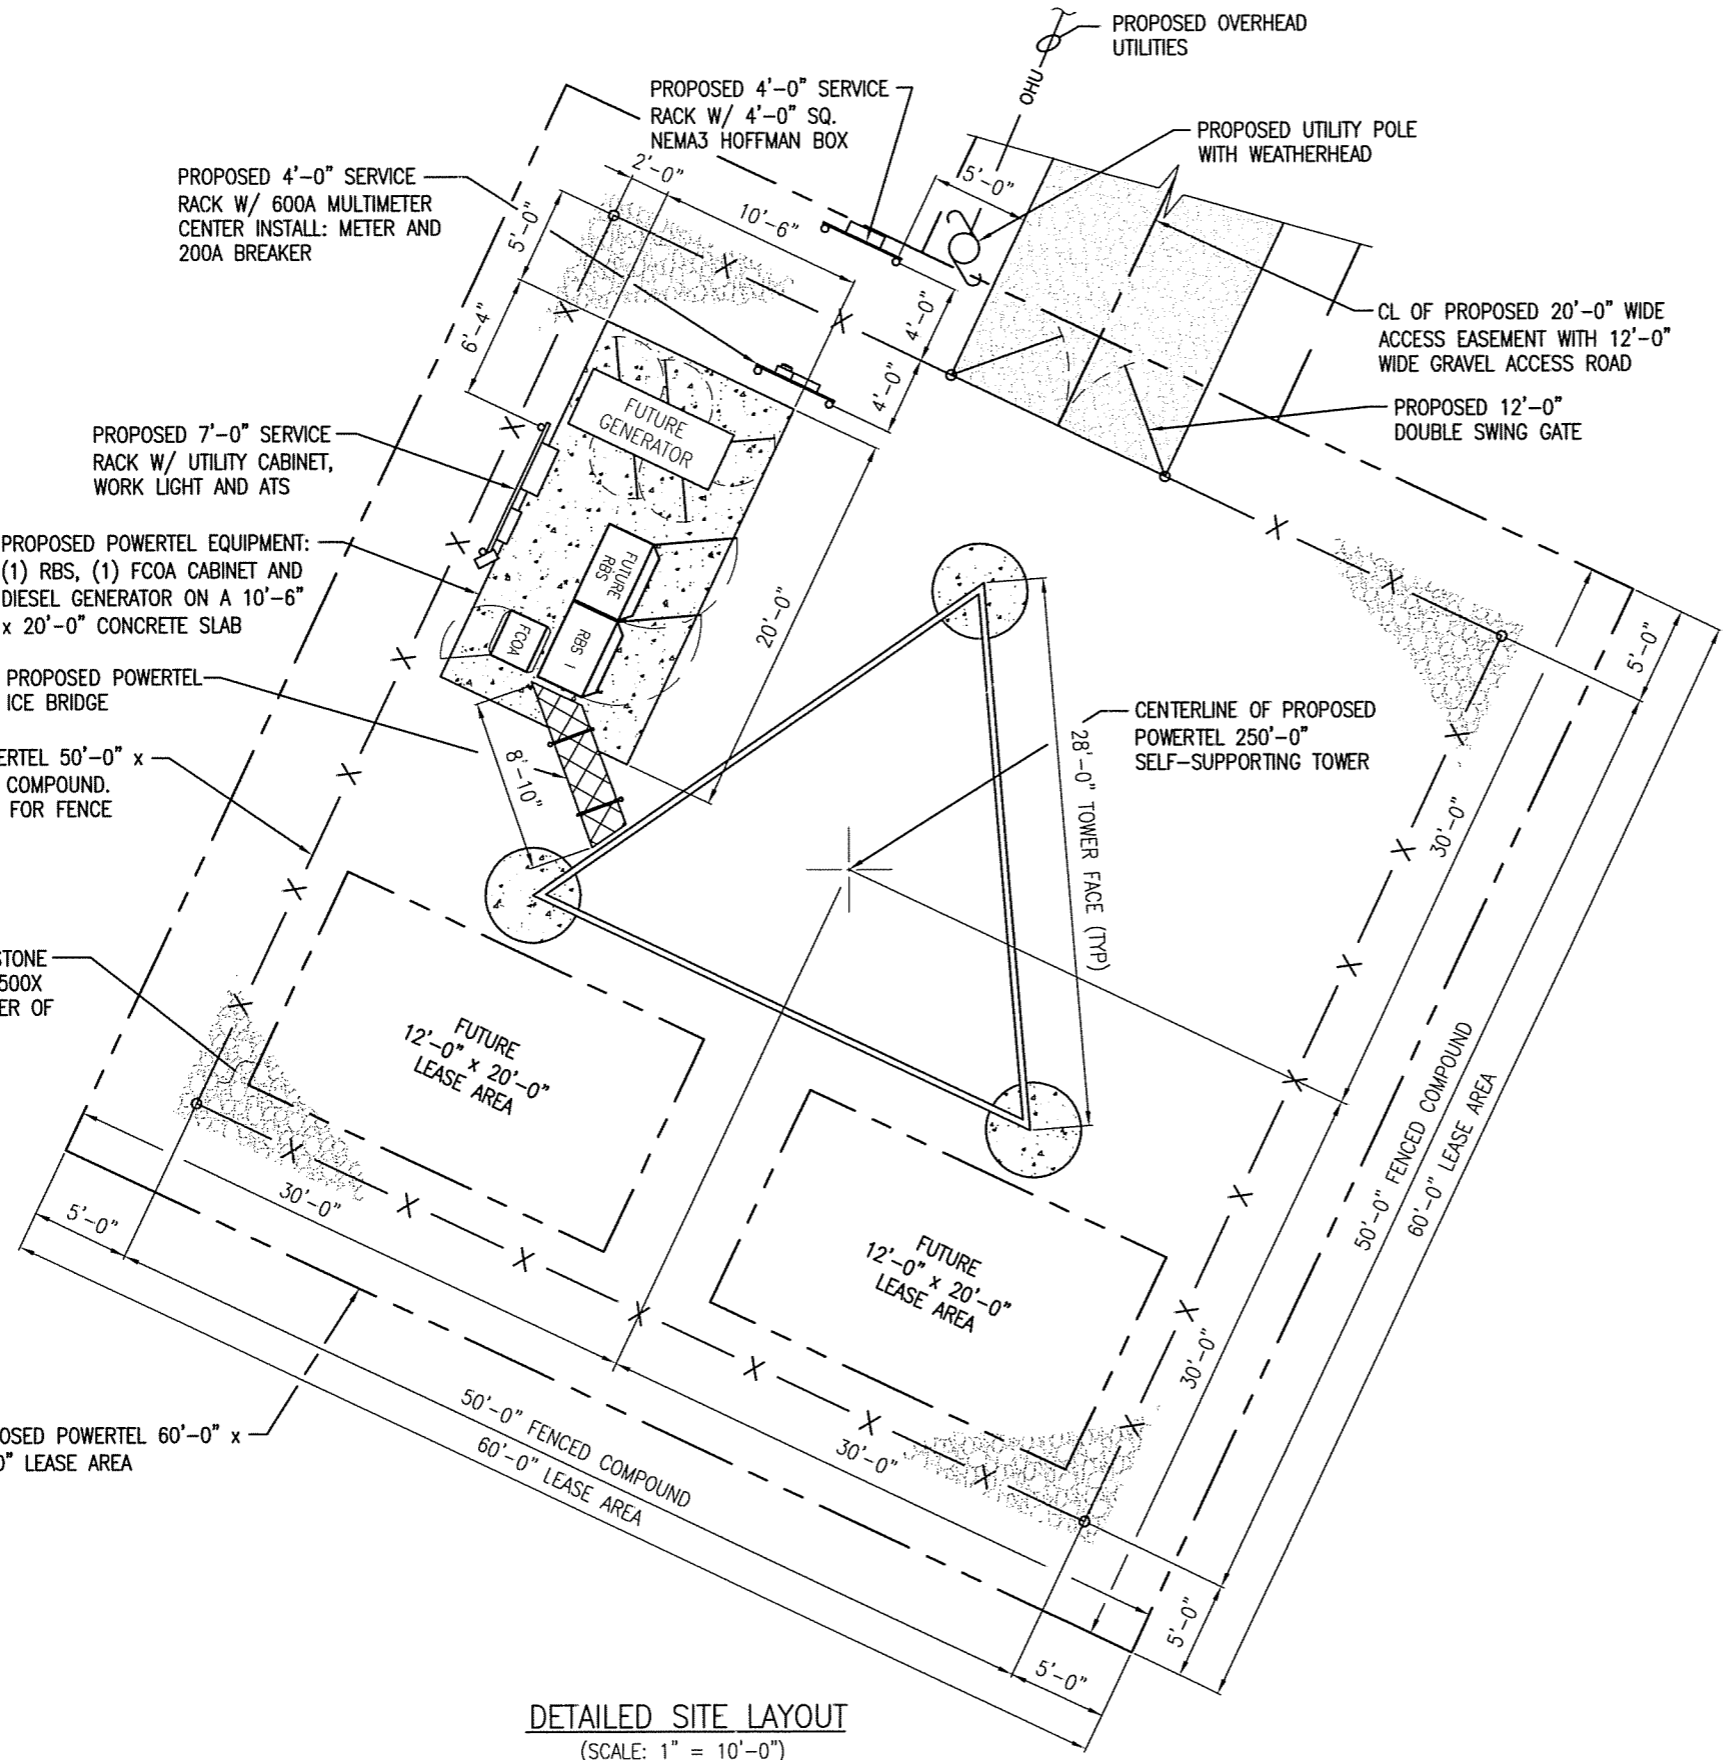 PROPOSED OVERHEAD
UTILITIES
OHU
PROPOSED 4'-0" SERVICE
RACK W/ 4'-0" SQ.
NEMA3 HOFFMAN BOX
PROPOSED UTILITY POLE
WITH WEATHERHEAD
PROPOSED 4'-0" SERVICE
RACK W/ 600A MULTIMETER
CENTER INSTALL: METER AND
200A BREAKER
2'-0"
5'-0"
10'-6"
5'-0"
6'-4"
4'-0"
4'-0"
CL OF PROPOSED 20'-0" WIDE
ACCESS EASEMENT WITH 12'-0"
WIDE GRAVEL ACCESS ROAD
PROPOSED 12'-0"
DOUBLE SWING GATE
FUTURE
GENERATOR
PROPOSED 7'-0" SERVICE
RACK W/ UTILITY CABINET,
WORK LIGHT AND ATS
PROPOSED POWERTEL EQUIPMENT:
(1) RBS, (1) FCOA CABINET AND
DIESEL GENERATOR ON A 10'-6"
x 20'-0" CONCRETE SLAB
FUTURE
RBS
RBS 1
FCOA
20'-0"
PROPOSED POWERTEL
ICE BRIDGE
8'-10"
ERTEL 50'-0" x
COMPOUND.
FOR FENCE
CENTERLINE OF PROPOSED
POWERTEL 250'-0"
SELF-SUPPORTING TOWER
28'-0" TOWER FACE (TYP)
5'-0"
30'-0"
STONE
500X
ER OF
FUTURE
12'-0" x 20'-0"
LEASE AREA
FUTURE
12'-0" x 20'-0"
LEASE AREA
50'-0" FENCED COMPOUND
60'-0" LEASE AREA
30'-0"
5'-0"
30'-0"
5'-0"
50'-0" FENCED COMPOUND
60'-0" LEASE AREA
30'-0"
5'-0"
OSED POWERTEL 60'-0" x
0" LEASE AREA
DETAILED SITE LAYOUT
(SCALE: 1" = 10'-0")